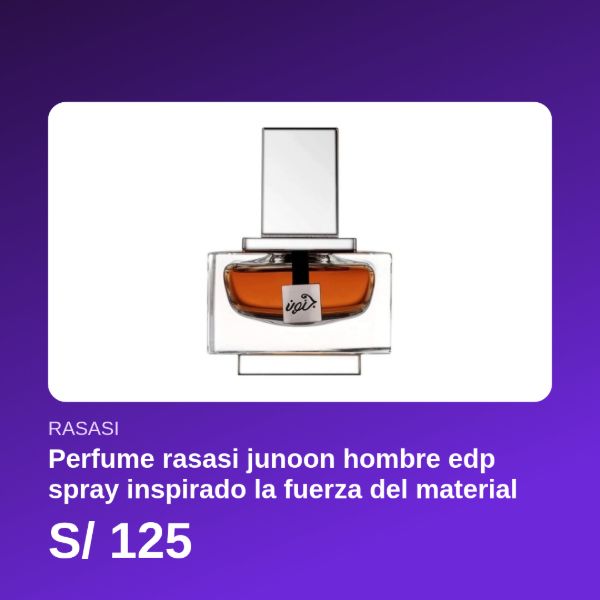 RASASI
Perfume rasasi junoon hombre edp
spray inspirado la fuerza del material
S/ 125